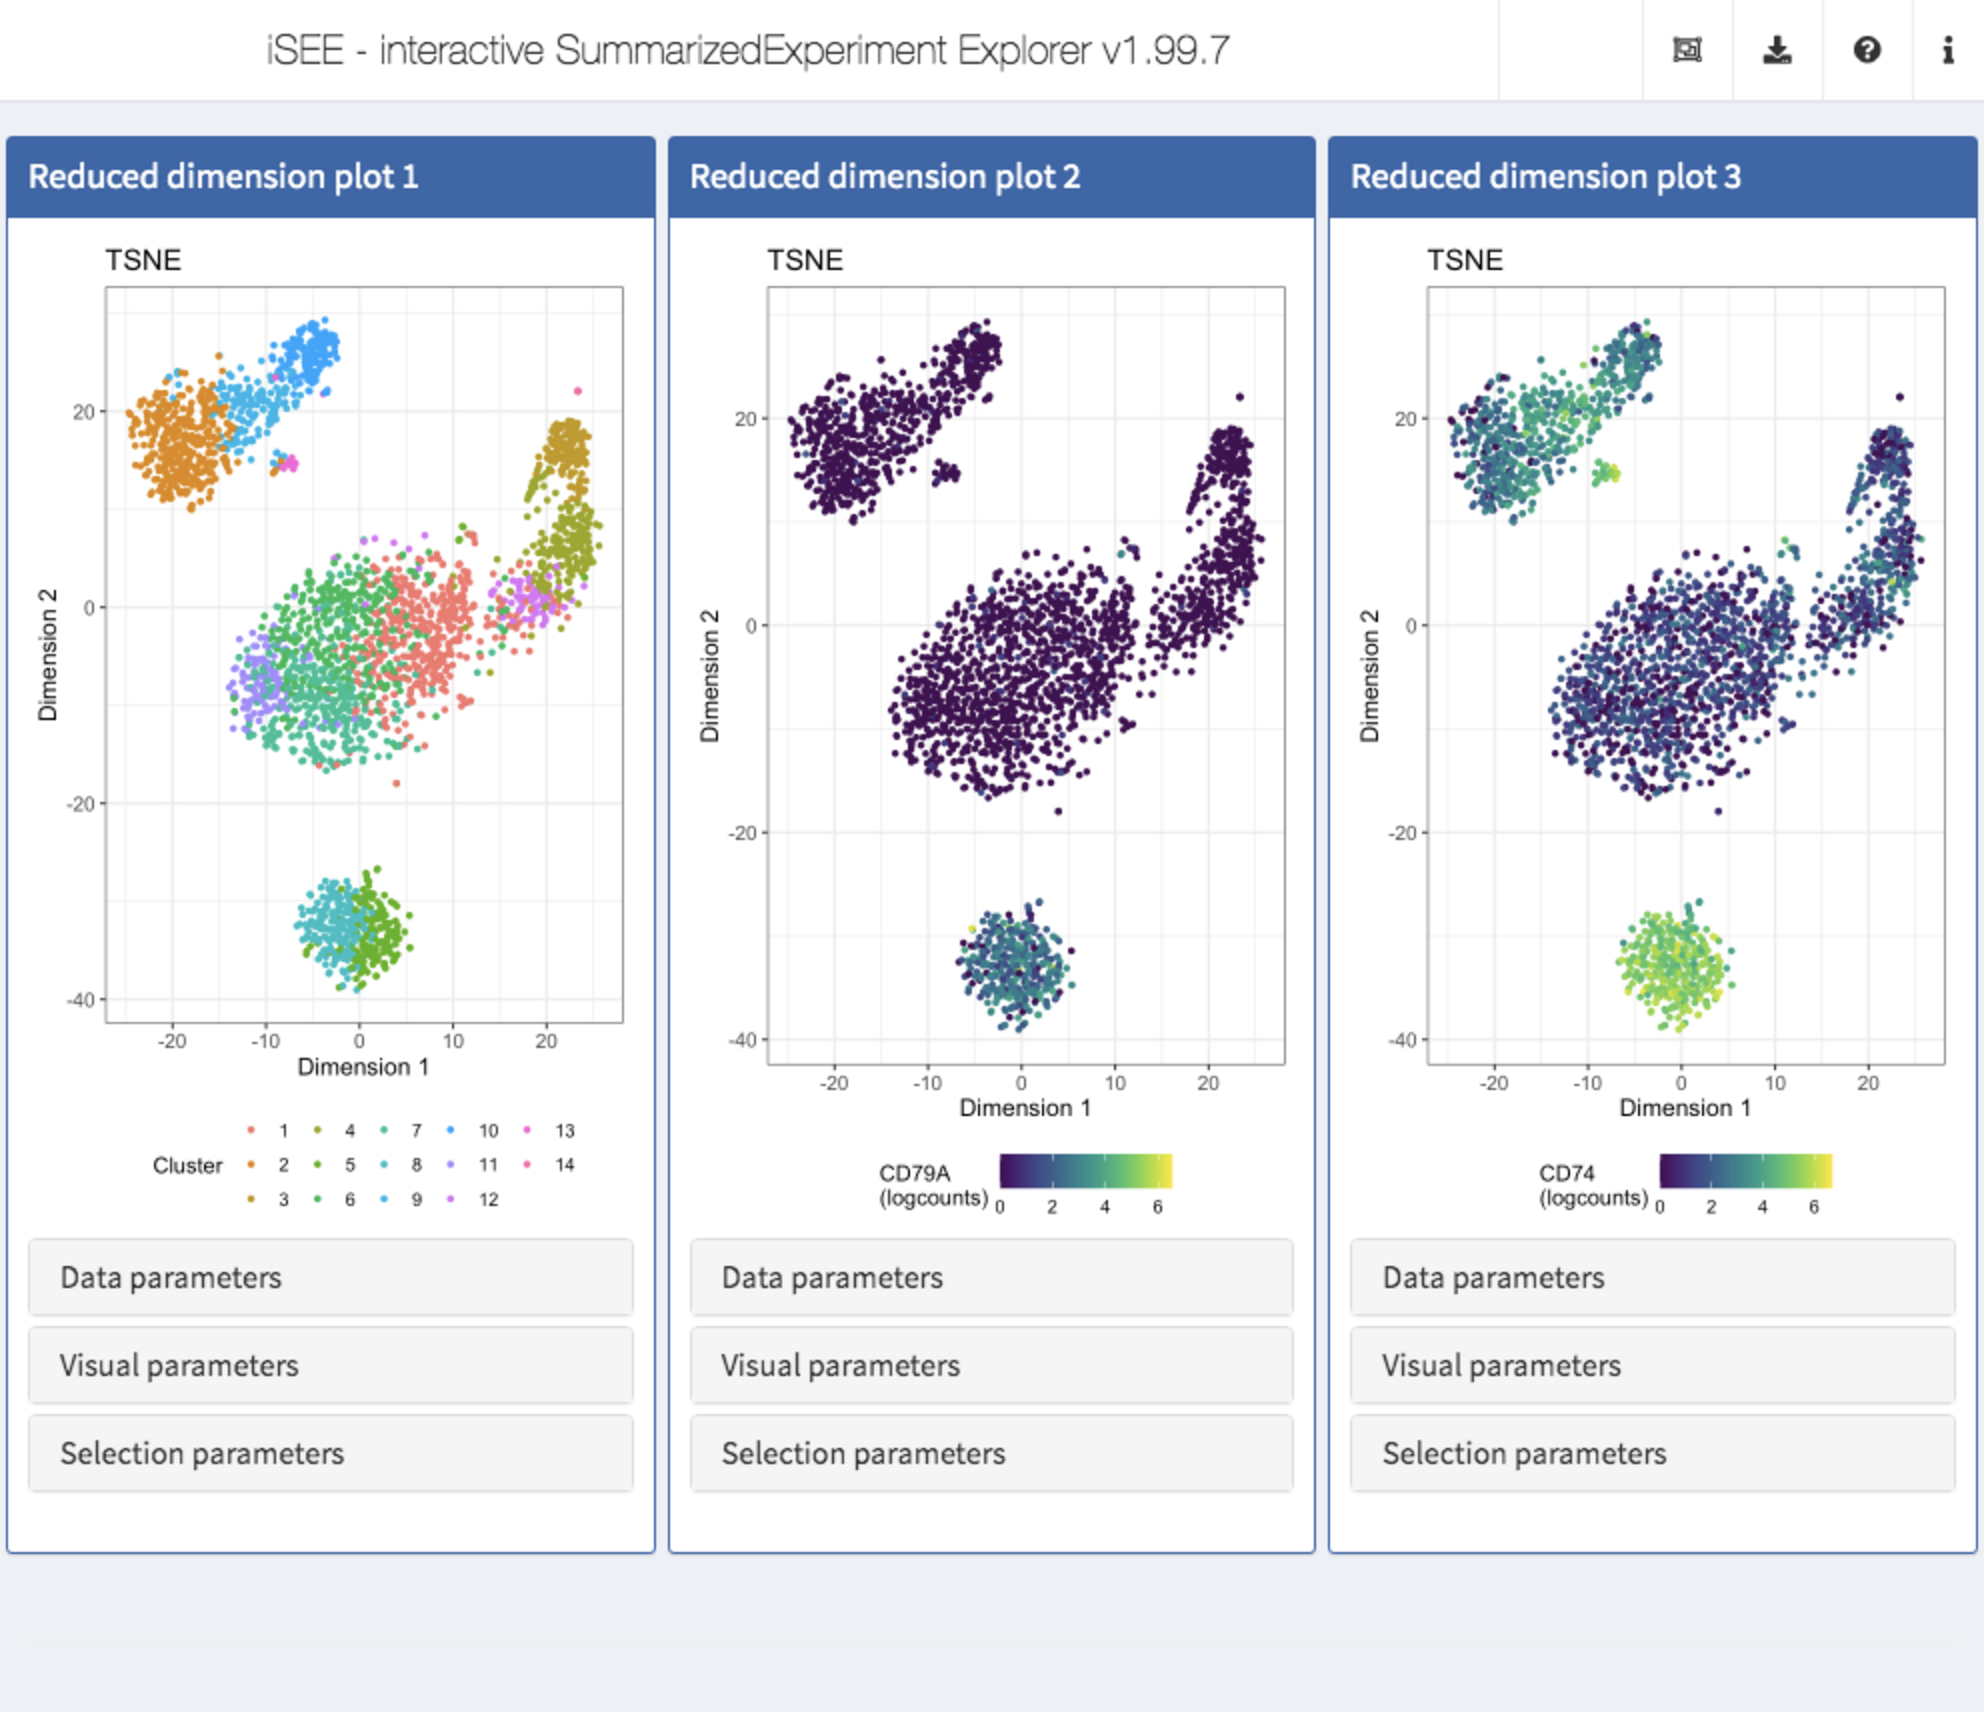 iSEE - interactive SummarizedExperiment Explorer v1.99.7
Reduced dimension plot 1
TSNE
Dimension 2
20
0
-20
-40
-20 -10 0 10 20
Dimension 1
Cluster
1 4 7 10 13
2 5 8 11 14
3 6 9 12
Data parameters
Visual parameters
Selection parameters
Reduced dimension plot 2
TSNE
Dimension 2
20
0
-20
-40
-20 -10 0 10 20
Dimension 1
CD79A
(logcounts)
0 2 4 6
Data parameters
Visual parameters
Selection parameters
Reduced dimension plot 3
TSNE
Dimension 2
20
0
-20
-40
-20 -10 0 10 20
Dimension 1
CD74
(logcounts)
0 2 4 6
Data parameters
Visual parameters
Selection parameters